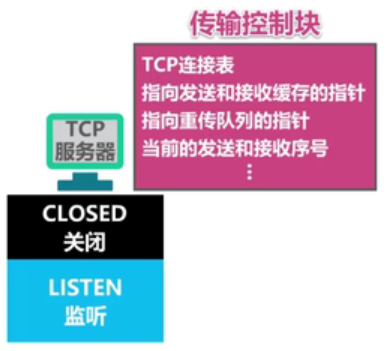 传输控制块
TCP连接表
指向发送和接收缓存的指针
指向重传队列的指针
当前的发送和接收序号
⋮
TCP
服务器
CLOSED
关闭
LISTEN
监听